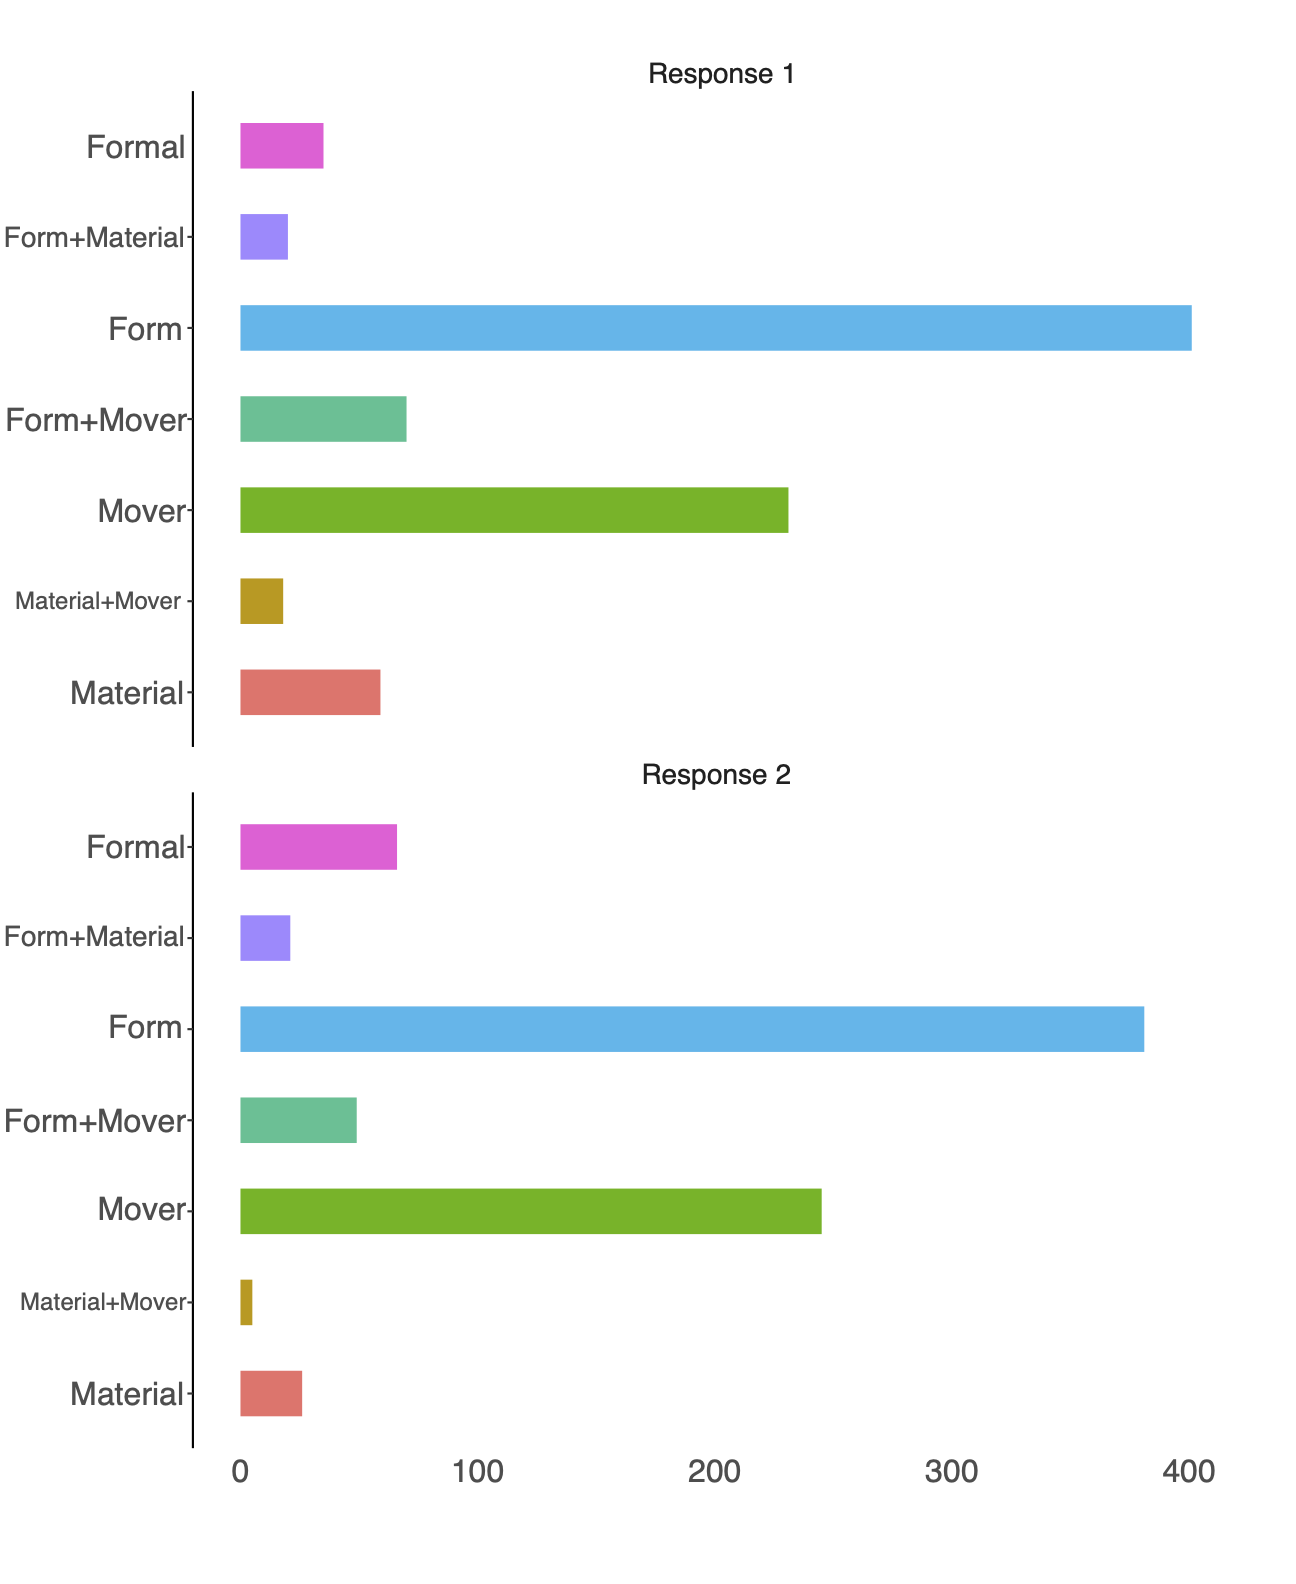 Response 1
Formal
Form+Material
Form
Form+Mover
Mover
Material+Mover
Material
Response 2
Formal
Form+Material
Form
Form+Mover
Mover
Material+Mover
Material
0 100 200 300 400